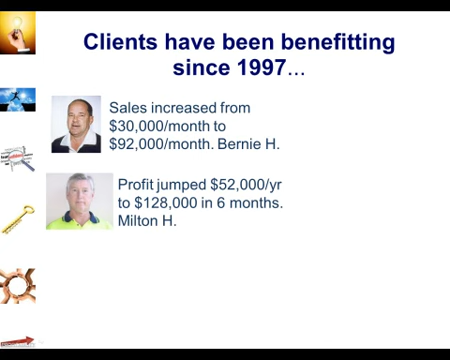 Clients have been benefitting
since 1997…
Sales increased from
$30,000/month to
$92,000/month. Bernie H.
Profit jumped $52,000/yr
to $128,000 in 6 months.
Milton H.